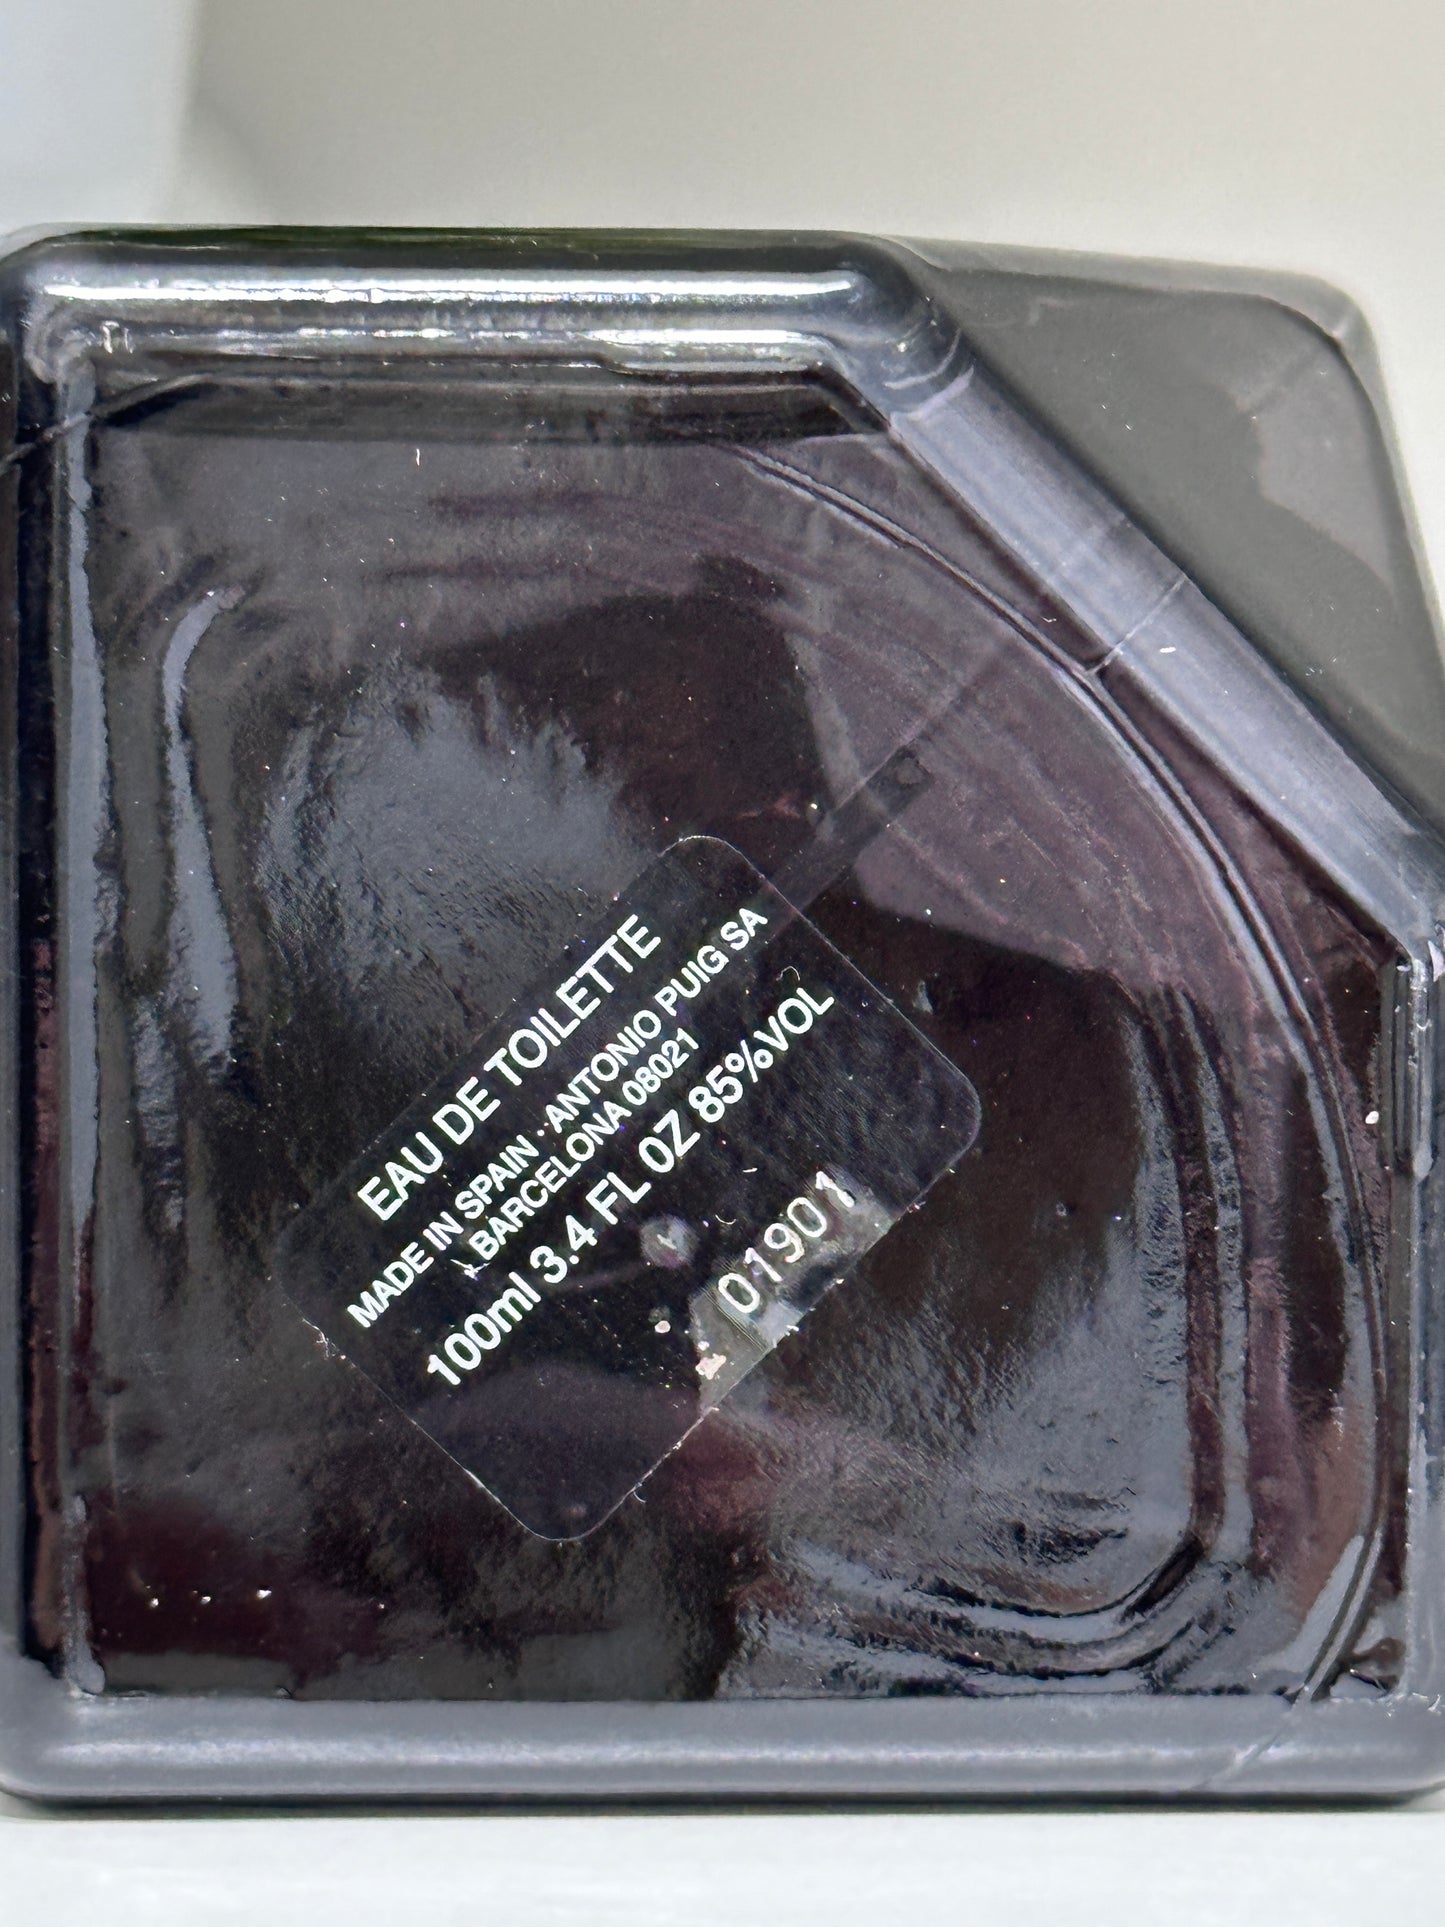 EAU DE TOILETTE
MADE IN SPAIN · ANTONIO PUIG SA
BARCELONA 08021
100ml 3.4 FL OZ 85%VOL
01901